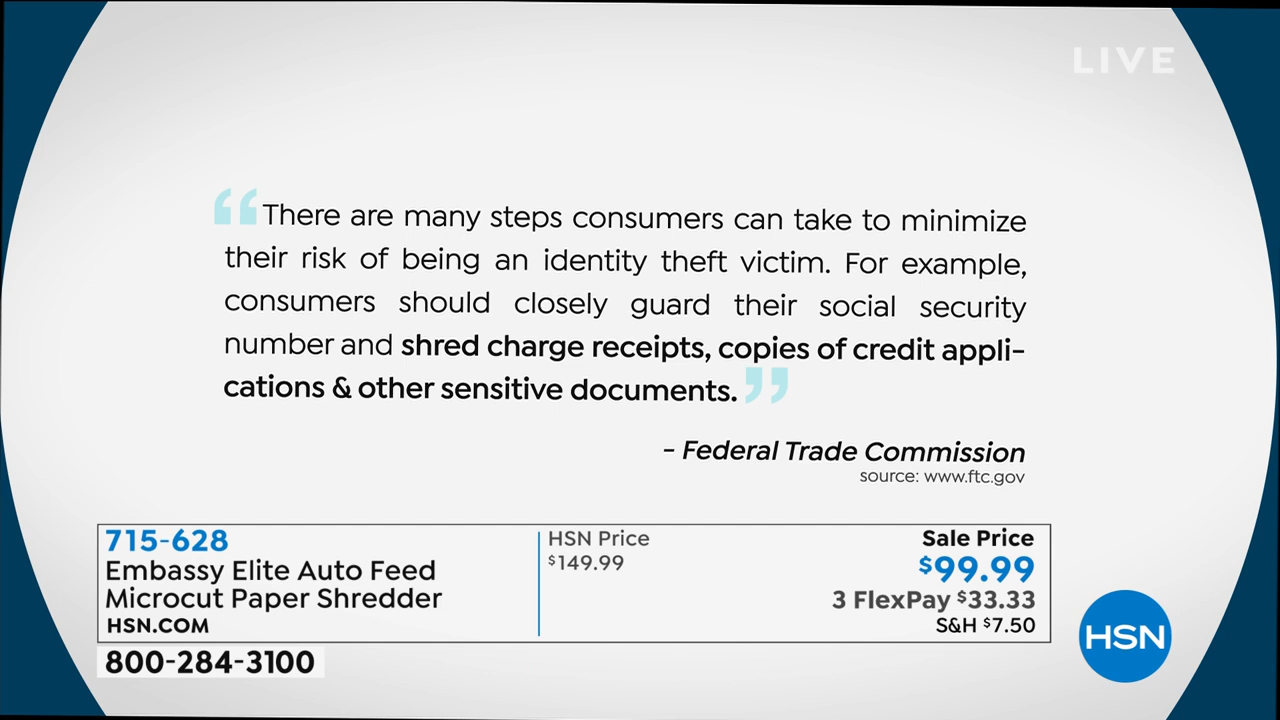 LIVE
“There are many steps consumers can take to minimize
their risk of being an identity theft victim. For example,
consumers should closely guard their social security
number and shred charge receipts, copies of credit appli-
cations & other sensitive documents.”
- Federal Trade Commission
source: www.ftc.gov
715-628
Embassy Elite Auto Feed
Microcut Paper Shredder
HSN.COM
HSN Price
$149.99
Sale Price
$99.99
3 FlexPay $33.33
S&H $7.50
800-284-3100
HSN